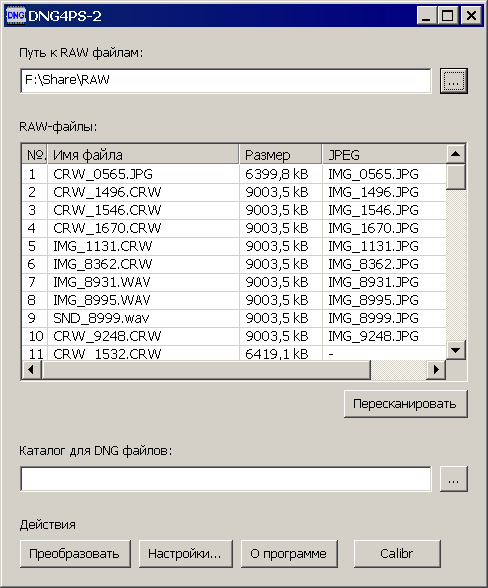 DNG DNG4PS-2
Путь к RAW файлам:
F:\Share\RAW ...
RAW-файлы:
№. Имя файла Размер JPEG
1 CRW_0565.JPG 6399,8 kB IMG_0565.JPG
2 CRW_1496.CRW 9003,5 kB IMG_1496.JPG
3 CRW_1546.CRW 9003,5 kB IMG_1546.JPG
4 CRW_1670.CRW 9003,5 kB IMG_1670.JPG
5 IMG_1131.CRW 9003,5 kB IMG_1131.JPG
6 IMG_8362.CRW 9003,5 kB IMG_8362.JPG
7 IMG_8931.WAV 9003,5 kB IMG_8931.JPG
8 IMG_8995.WAV 9003,5 kB IMG_8995.JPG
9 SND_8999.wav 9003,5 kB IMG_8999.JPG
10 CRW_9248.CRW 9003,5 kB IMG_9248.JPG
11 CRW_1532.CRW 6419,1 kB -
Пересканировать
Каталог для DNG файлов:
...
Действия
Преобразовать Настройки... О программе Calibr